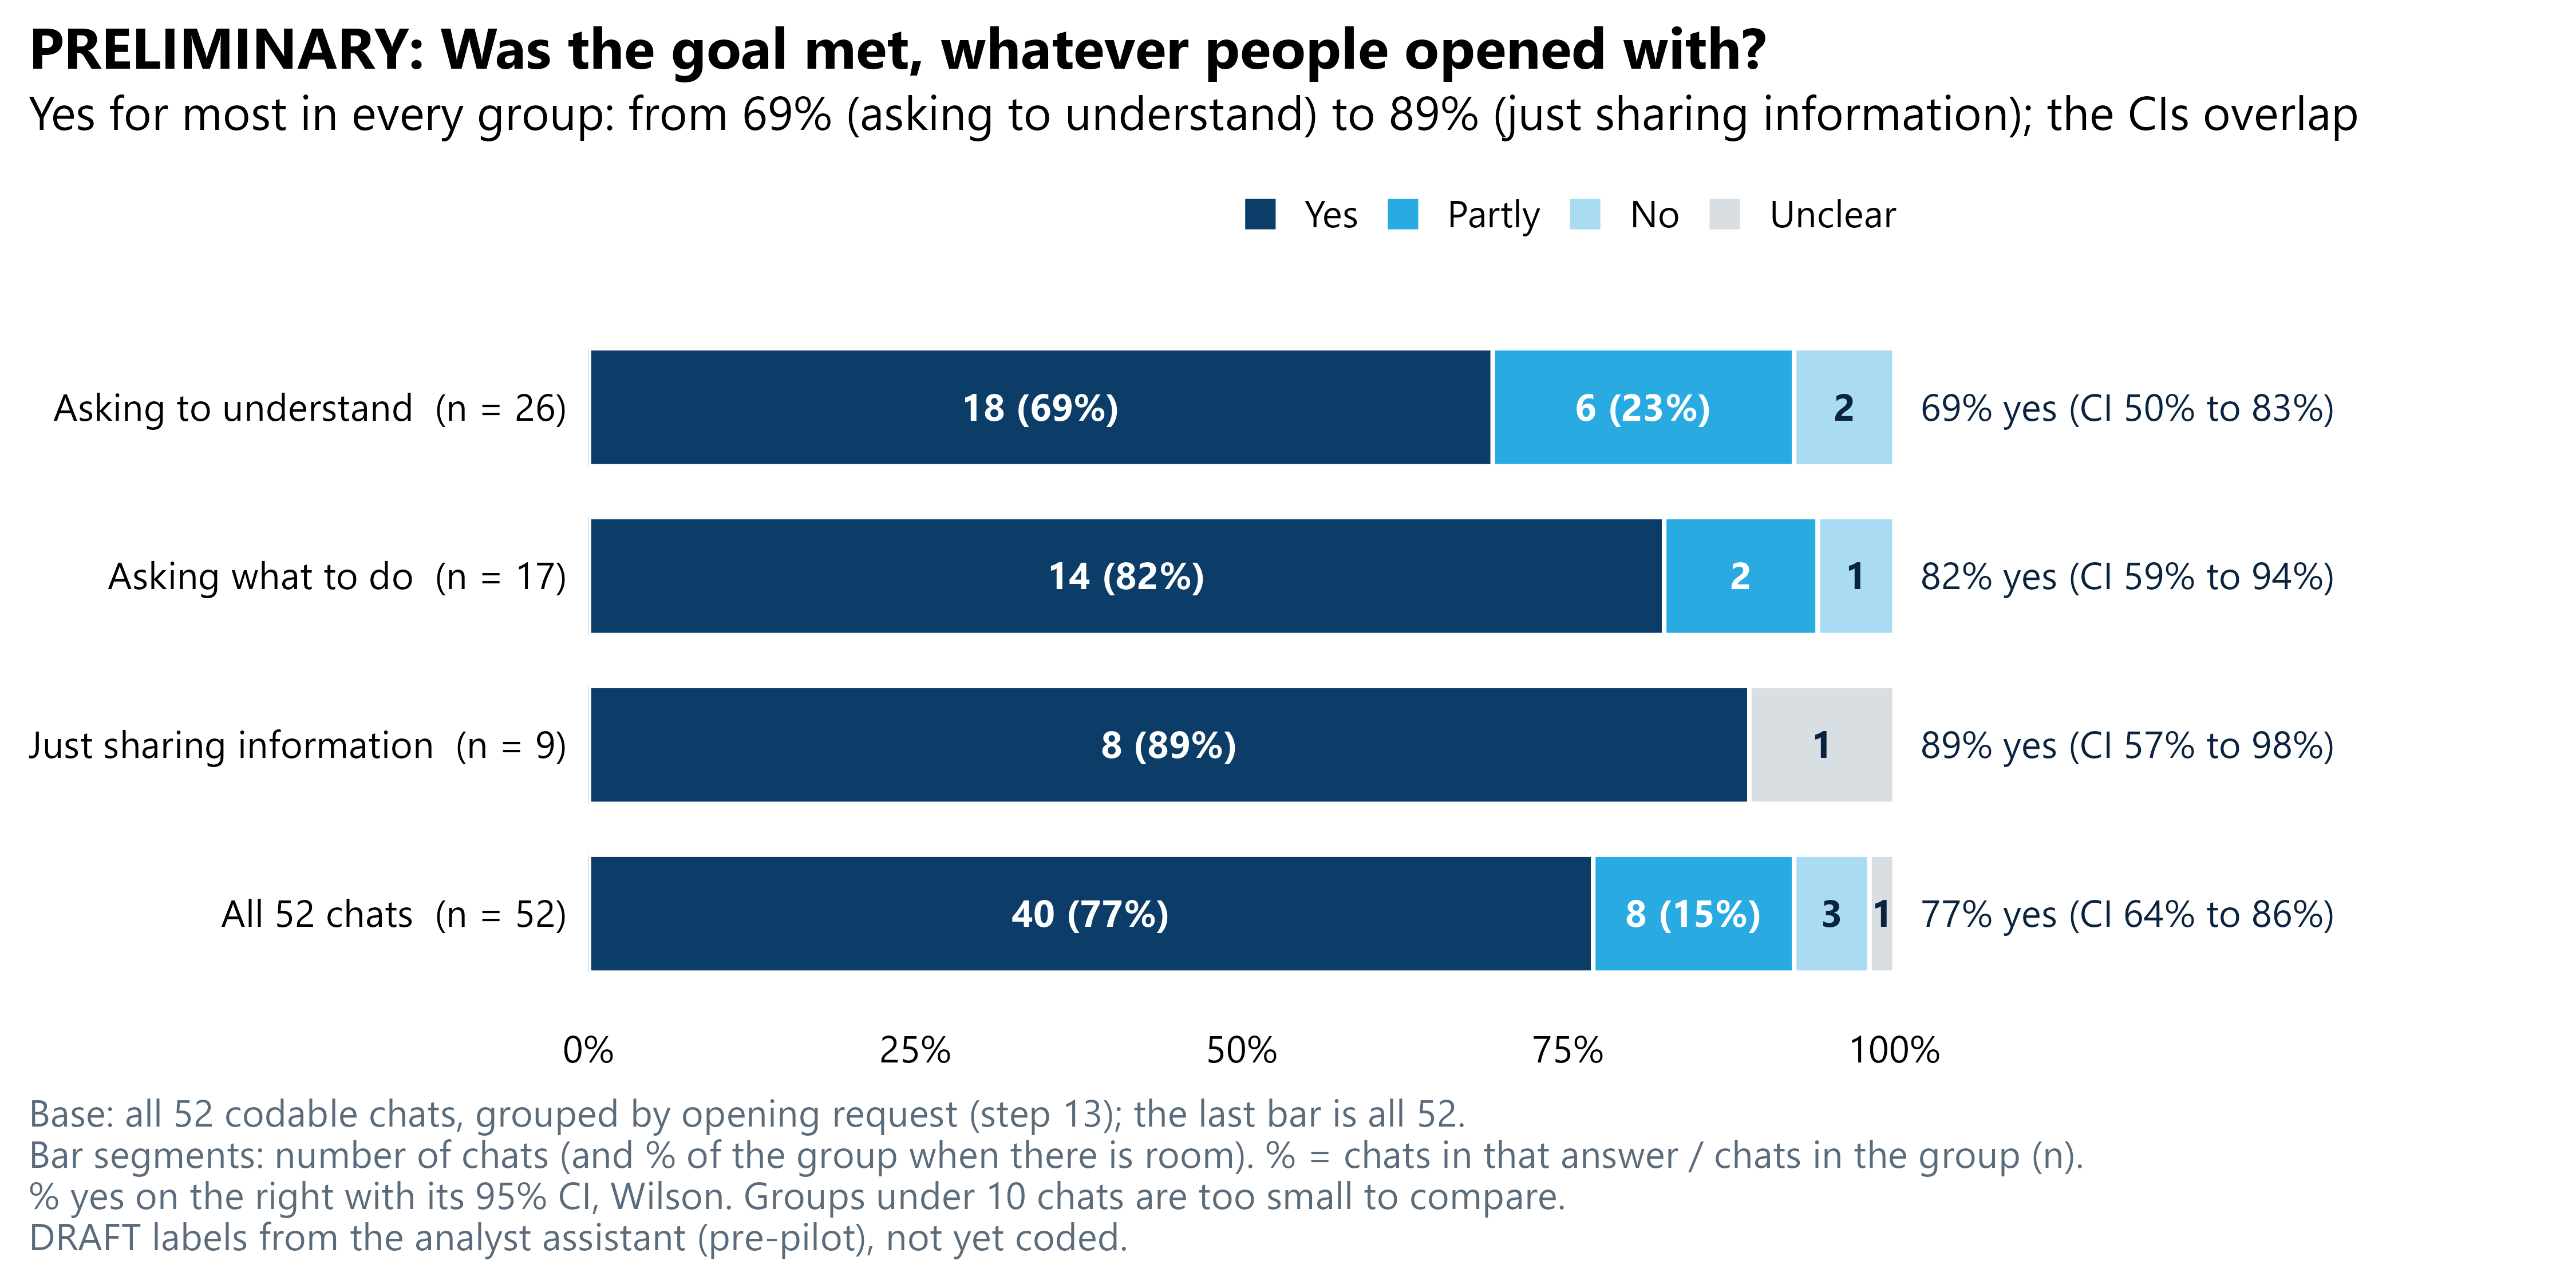 PRELIMINARY: Was the goal met, whatever people opened with?
Yes for most in every group: from 69% (asking to understand) to 89% (just sharing information); the CIs overlap
Yes Partly No Unclear
Asking to understand (n = 26) 18 (69%) 6 (23%) 2 69% yes (CI 50% to 83%)
Asking what to do (n = 17) 14 (82%) 2 1 82% yes (CI 59% to 94%)
Just sharing information (n = 9) 8 (89%) 1 89% yes (CI 57% to 98%)
All 52 chats (n = 52) 40 (77%) 8 (15%) 3 1 77% yes (CI 64% to 86%)
0% 25% 50% 75% 100%
Base: all 52 codable chats, grouped by opening request (step 13); the last bar is all 52.
Bar segments: number of chats (and % of the group when there is room). % = chats in that answer / chats in the group (n).
% yes on the right with its 95% CI, Wilson. Groups under 10 chats are too small to compare.
DRAFT labels from the analyst assistant (pre-pilot), not yet coded.